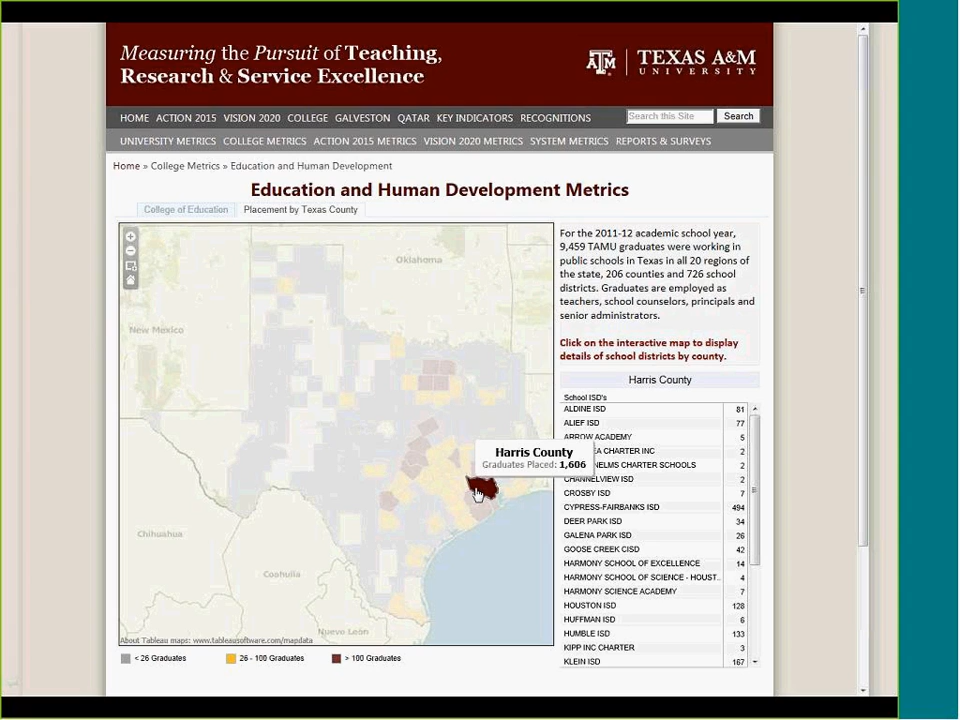 Measuring the Pursuit of Teaching,
Research & Service Excellence
ATM | TEXAS A&M
UNIVERSITY
HOME ACTION 2015 VISION 2020 COLLEGE GALVESTON QATAR KEY INDICATORS RECOGNITIONS
Search this Site Search
UNIVERSITY METRICS COLLEGE METRICS ACTION 2015 METRICS VISION 2020 METRICS SYSTEM METRICS REPORTS & SURVEYS
Home » College Metrics » Education and Human Development
Education and Human Development Metrics
College of Education Placement by Texas County
Oklahoma
New Mexico
Chihuahua
Coahuila
Nuevo León
About Tableau maps: www.tableausoftware.com/mapdata
Harris County
Graduates Placed: 1,606
< 26 Graduates 26 - 100 Graduates > 100 Graduates
For the 2011-12 academic school year,
9,459 TAMU graduates were working in
public schools in Texas in all 20 regions of
the state, 206 counties and 726 school
districts. Graduates are employed as
teachers, school counselors, principals and
senior administrators.
Click on the interactive map to display
details of school districts by county.
Harris County
School ISD's
ALDINE ISD 81
ALIEF ISD 77
ARROW ACADEMY 5
EA CHARTER INC 2
NELMS CHARTER SCHOOLS 2
CHANNELVIEW ISD 2
CROSBY ISD 7
CYPRESS-FAIRBANKS ISD 494
DEER PARK ISD 34
GALENA PARK ISD 26
GOOSE CREEK CISD 42
HARMONY SCHOOL OF EXCELLENCE 14
HARMONY SCHOOL OF SCIENCE - HOUST.. 4
HARMONY SCIENCE ACADEMY 7
HOUSTON ISD 128
HUFFMAN ISD 6
HUMBLE ISD 133
KIPP INC CHARTER 3
KLEIN ISD 167